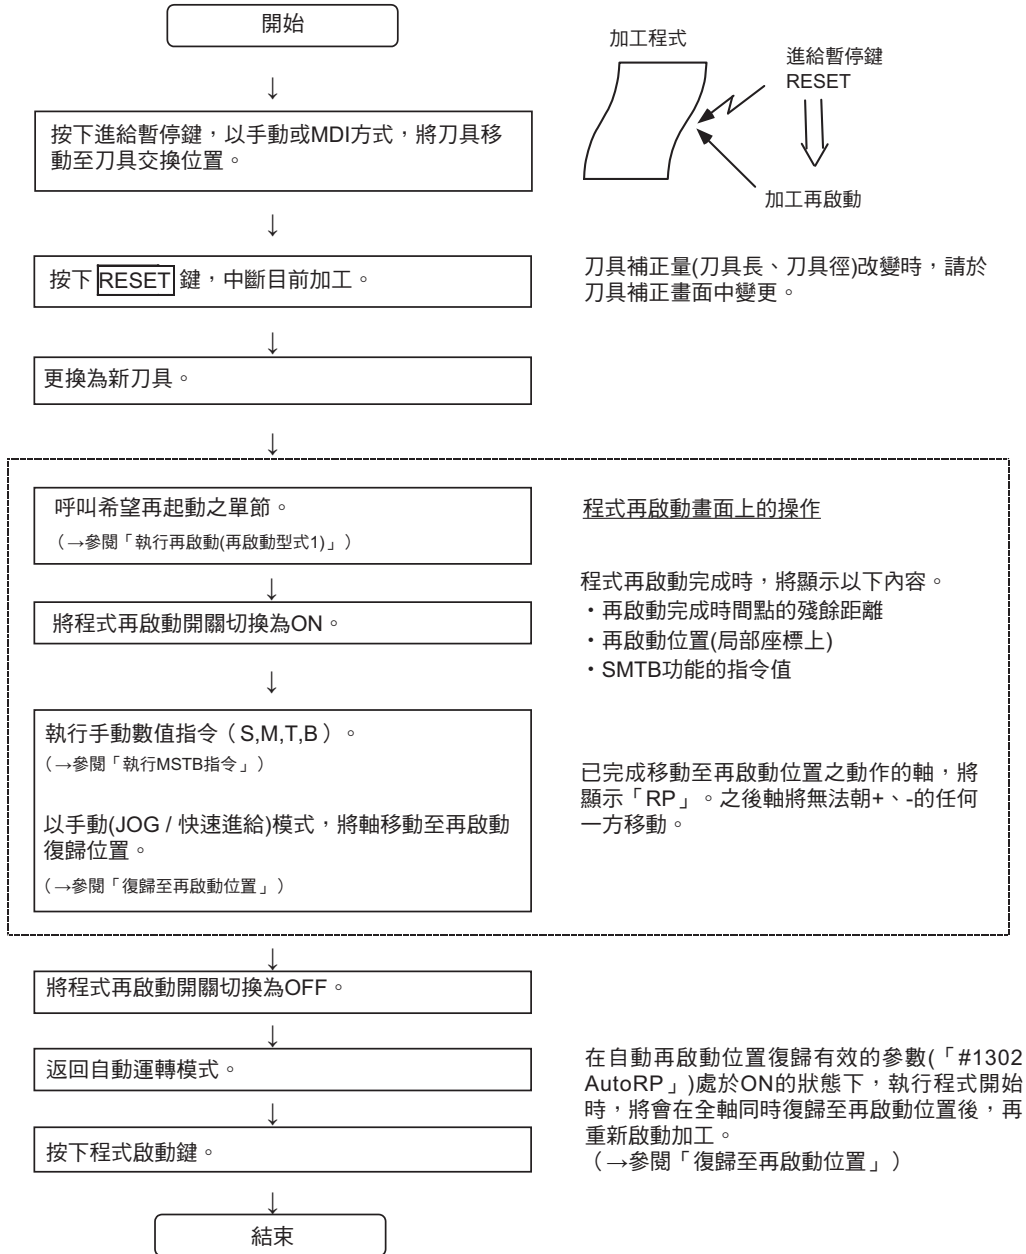 開始
加工程式
進給暫停鍵
RESET
加工再啟動
↓
按下進給暫停鍵，以手動或MDI方式，將刀具移
動至刀具交換位置。
↓
按下 RESET 鍵，中斷目前加工。
刀具補正量(刀具長、刀具徑)改變時，請於
刀具補正畫面中變更。
↓
更換為新刀具。
↓
呼叫希望再起動之單節。
（→參閱「執行再啟動(再啟動型式1)」）
程式再啟動畫面上的操作
↓
將程式再啟動開關切換為ON。
程式再啟動完成時，將顯示以下內容。
・再啟動完成時間點的殘餘距離
・再啟動位置(局部座標上)
・SMTB功能的指令值
↓
執行手動數值指令（S,M,T,B）。
（→參閱「執行MSTB指令」）
以手動(JOG / 快速進給)模式，將軸移動至再啟動
復歸位置。
（→參閱「復歸至再啟動位置」）
已完成移動至再啟動位置之動作的軸，將
顯示「RP」。之後軸將無法朝+、-的任何
一方移動。
↓
將程式再啟動開關切換為OFF。
↓
返回自動運轉模式。
↓
按下程式啟動鍵。
在自動再啟動位置復歸有效的參數(「#1302
AutoRP」)處於ON的狀態下，執行程式開始
時，將會在全軸同時復歸至再啟動位置後，再
重新啟動加工。
（→參閱「復歸至再啟動位置」）
↓
結束